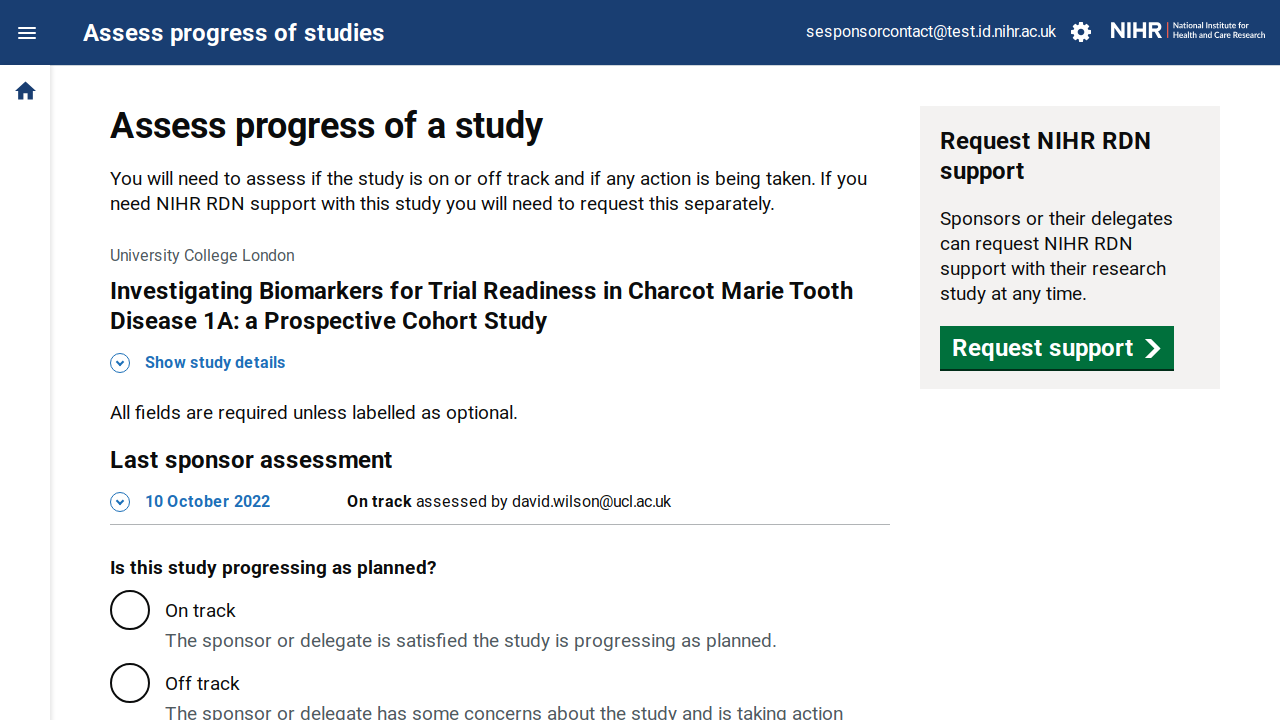 Assess progress of studies
sesponsorcontact@test.id.nihr.ac.uk
NIHR | National Institute for
Health and Care Research
Assess progress of a study
You will need to assess if the study is on or off track and if any action is being taken. If you
need NIHR RDN support with this study you will need to request this separately.
University College London
Investigating Biomarkers for Trial Readiness in Charcot Marie Tooth
Disease 1A: a Prospective Cohort Study
Show study details
All fields are required unless labelled as optional.
Last sponsor assessment
10 October 2022 On track assessed by david.wilson@ucl.ac.uk
Is this study progressing as planned?
On track
The sponsor or delegate is satisfied the study is progressing as planned.
Off track
The sponsor or delegate has some concerns about the study and is taking action
Request NIHR RDN
support
Sponsors or their delegates
can request NIHR RDN
support with their research
study at any time.
Request support